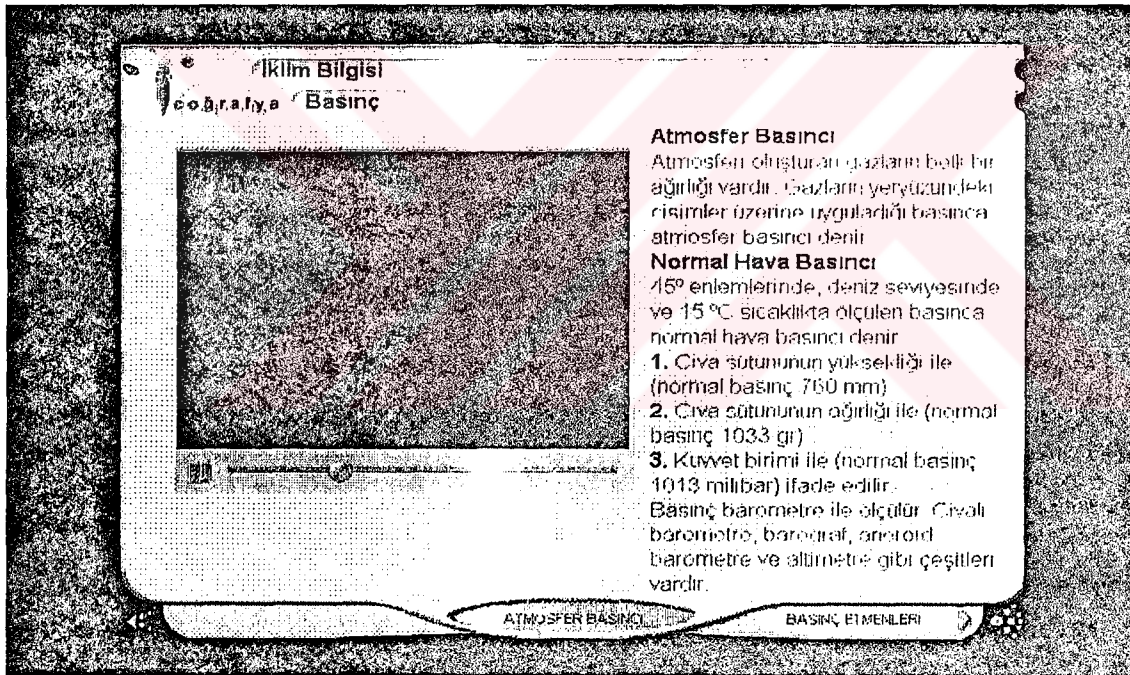 İklim Bilgisi
coğrafya Basınç
Atmosfer Basıncı
Atmosferi oluşturan gazların belli bir
ağırlığı vardır. Gazların yeryüzündeki
cisimler üzerine uyguladığı basınca
atmosfer basıncı denir
Normal Hava Basıncı
45º enlemlerinde, deniz seviyesinde
ve 15 ºC sıcaklıkta ölçülen basınca
normal hava basıncı denir
1. Civa sütununun yüksekliği ile
(normal basınç 760 mm)
2. Civa sütununun ağırlığı ile (normal
basınç 1033 gr)
3. Kuvvet birimi ile (normal basınç
1013 milibar) ifade edilir.
Basınç barometre ile ölçülür. Civalı
barometre, barograf, aneroid
barometre ve altimetre gibi çeşitleri
vardır.
ATMOSFER BASINCI
BASINÇ ETMENLERİ